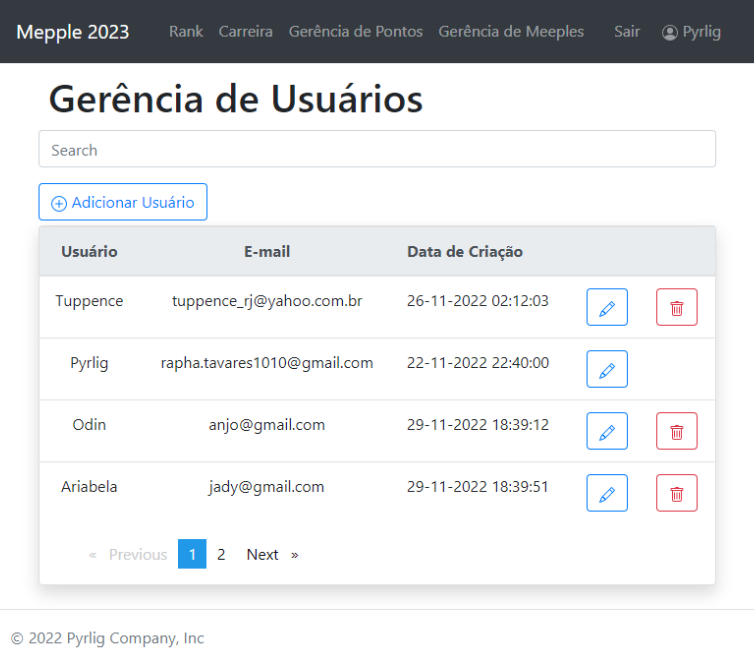 Mepple 2023 Rank Carreira Gerência de Pontos Gerência de Meeples Sair Pyrlig
Gerência de Usuários
Search
Adicionar Usuário
Usuário E-mail Data de Criação
Tuppence tuppence_rj@yahoo.com.br 26-11-2022 02:12:03
Pyrlig rapha.tavares1010@gmail.com 22-11-2022 22:40:00
Odin anjo@gmail.com 29-11-2022 18:39:12
Ariabela jady@gmail.com 29-11-2022 18:39:51
« Previous 1 2 Next »
© 2022 Pyrlig Company, Inc